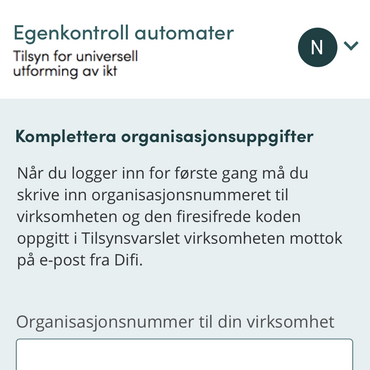 Egenkontroll automater
Tilsyn for universell
utforming av ikt
N
Komplettera organisasjonsuppgifter
Når du logger inn for første gang må du
skrive inn organisasjonsnummeret til
virksomheten og den firesifrede koden
oppgitt i Tilsynsvarslet virksomheten mottok
på e-post fra Difi.
Organisasjonsnummer til din virksomhet